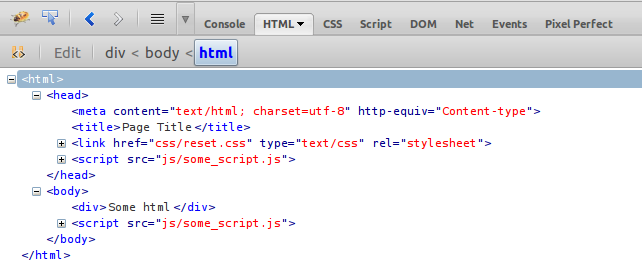 Console HTML CSS Script DOM Net Events Pixel Perfect
Edit div < body < html
<html>
<head>
<meta content="text/html; charset=utf-8" http-equiv="Content-type">
<title>Page Title</title>
<link href="css/reset.css" type="text/css" rel="stylesheet">
<script src="js/some_script.js">
</head>
<body>
<div>Some html</div>
<script src="js/some_script.js">
</body>
</html>